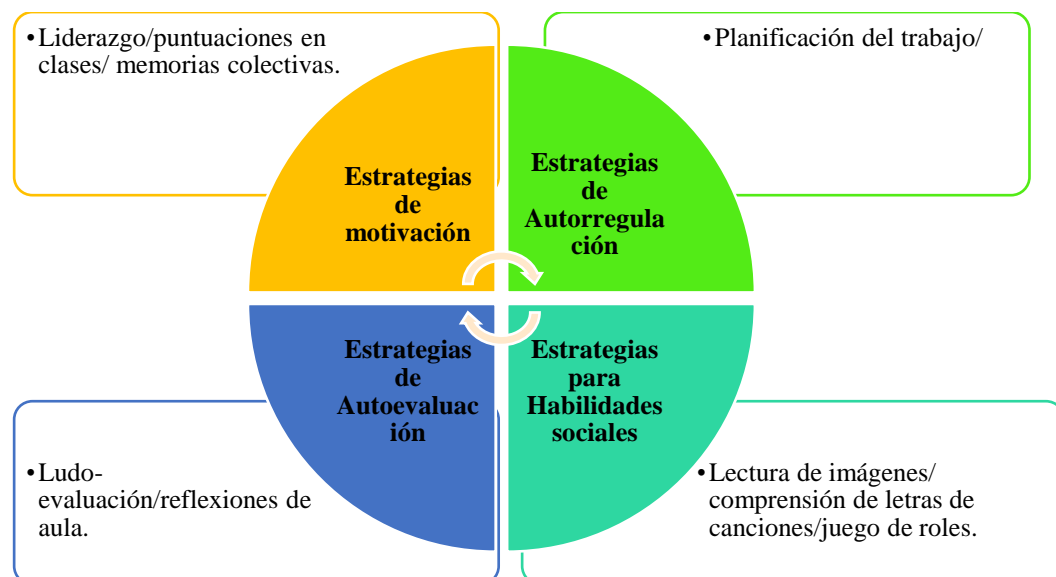 •Liderazgo/puntuaciones en
clases/ memorias colectivas.
•Planificación del trabajo/
Estrategias
de
motivación
Estrategias
de
Autorregula
ción
Estrategias
de
Autoevaluac
ión
Estrategias
para
Habilidades
sociales
•Ludo-
evaluación/reflexiones de
aula.
•Lectura de imágenes/
comprensión de letras de
canciones/juego de roles.